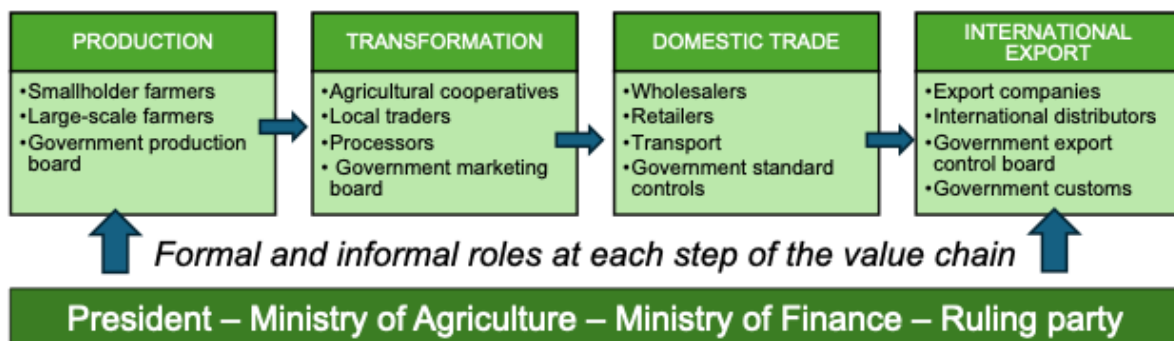 PRODUCTION
•Smallholder farmers
•Large-scale farmers
•Government production
board
TRANSFORMATION
•Agricultural cooperatives
•Local traders
•Processors
• Government marketing
board
DOMESTIC TRADE
•Wholesalers
•Retailers
•Transport
•Government standard
controls
INTERNATIONAL
EXPORT
•Export companies
•International distributors
•Government export
control board
•Government customs
Formal and informal roles at each step of the value chain
President – Ministry of Agriculture – Ministry of Finance – Ruling party